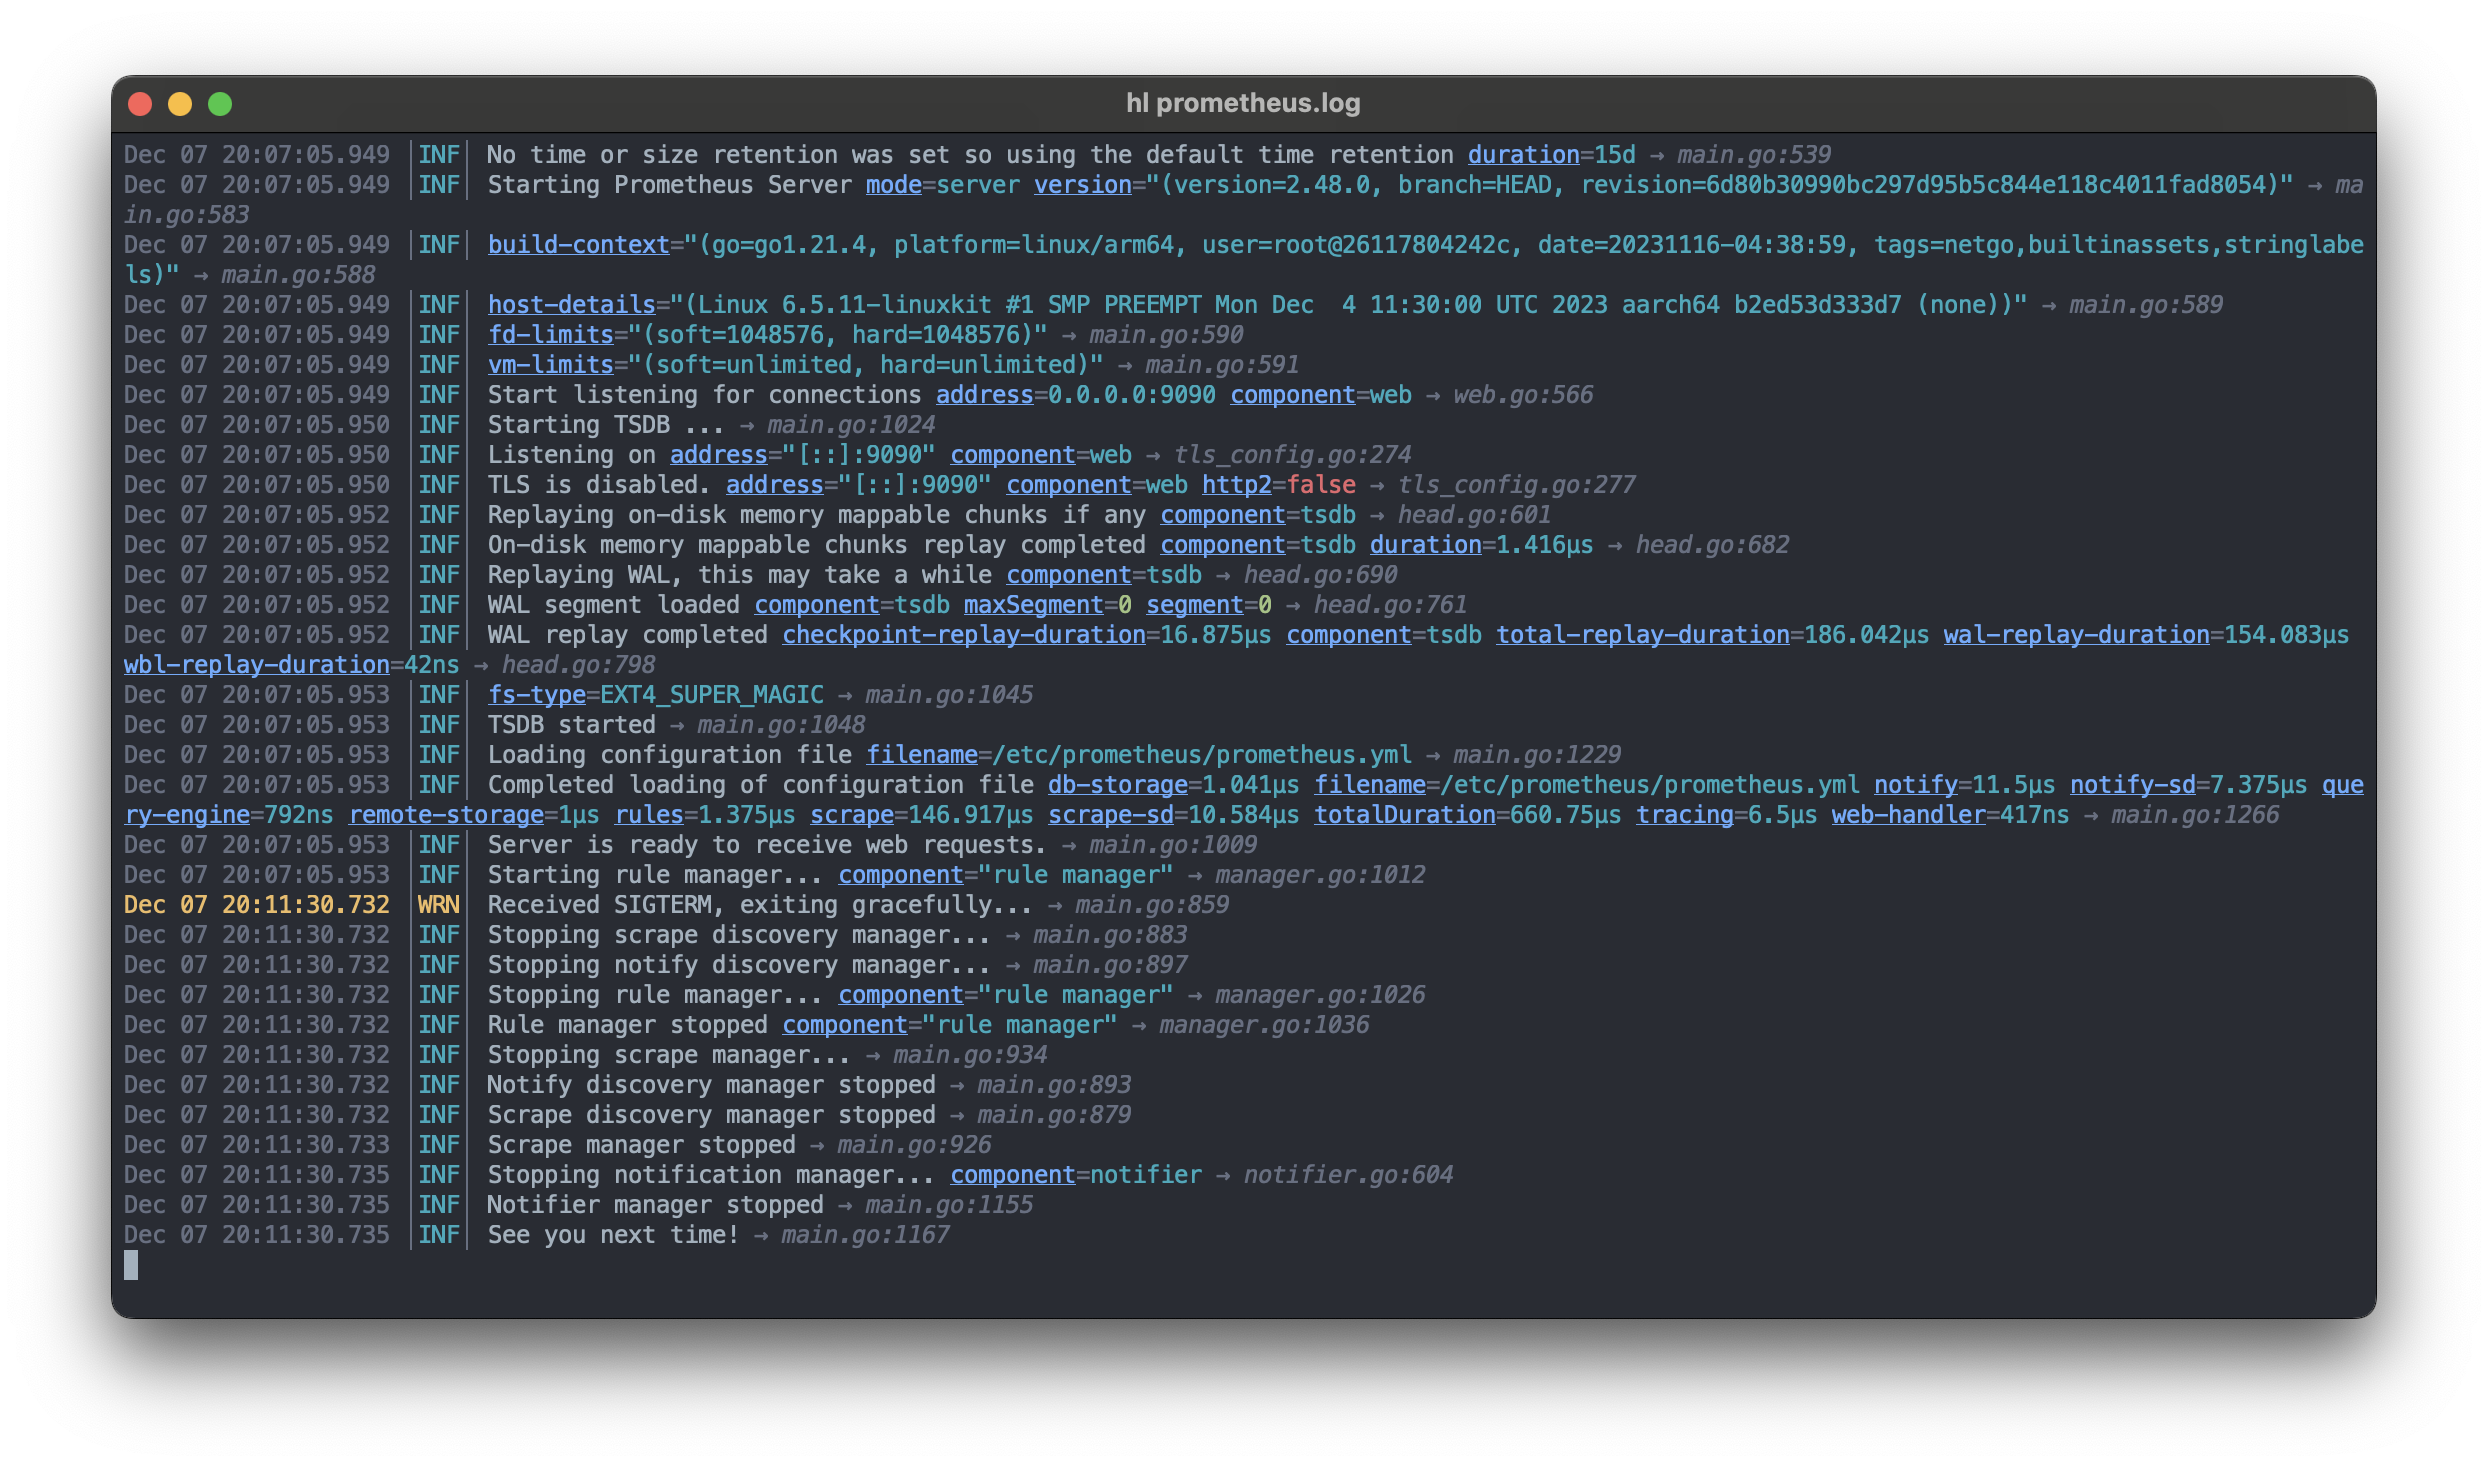 hl prometheus.log
Dec 07 20:07:05.949 |INF| No time or size retention was set so using the default time retention duration=15d → main.go:539
Dec 07 20:07:05.949 |INF| Starting Prometheus Server mode=server version="(version=2.48.0, branch=HEAD, revision=6d80b30990bc297d95b5c844e118c4011fad8054)" → ma
in.go:583
Dec 07 20:07:05.949 |INF| build-context="(go=go1.21.4, platform=linux/arm64, user=root@26117804242c, date=20231116-04:38:59, tags=netgo,builtinassets,stringlabe
ls)" → main.go:588
Dec 07 20:07:05.949 |INF| host-details="(Linux 6.5.11-linuxkit #1 SMP PREEMPT Mon Dec  4 11:30:00 UTC 2023 aarch64 b2ed53d333d7 (none))" → main.go:589
Dec 07 20:07:05.949 |INF| fd-limits="(soft=1048576, hard=1048576)" → main.go:590
Dec 07 20:07:05.949 |INF| vm-limits="(soft=unlimited, hard=unlimited)" → main.go:591
Dec 07 20:07:05.949 |INF| Start listening for connections address=0.0.0.0:9090 component=web → web.go:566
Dec 07 20:07:05.950 |INF| Starting TSDB ... → main.go:1024
Dec 07 20:07:05.950 |INF| Listening on address="[::]:9090" component=web → tls_config.go:274
Dec 07 20:07:05.950 |INF| TLS is disabled. address="[::]:9090" component=web http2=false → tls_config.go:277
Dec 07 20:07:05.952 |INF| Replaying on-disk memory mappable chunks if any component=tsdb → head.go:601
Dec 07 20:07:05.952 |INF| On-disk memory mappable chunks replay completed component=tsdb duration=1.416µs → head.go:682
Dec 07 20:07:05.952 |INF| Replaying WAL, this may take a while component=tsdb → head.go:690
Dec 07 20:07:05.952 |INF| WAL segment loaded component=tsdb maxSegment=0 segment=0 → head.go:761
Dec 07 20:07:05.952 |INF| WAL replay completed checkpoint-replay-duration=16.875µs component=tsdb total-replay-duration=186.042µs wal-replay-duration=154.083µs
wbl-replay-duration=42ns → head.go:798
Dec 07 20:07:05.953 |INF| fs-type=EXT4_SUPER_MAGIC → main.go:1045
Dec 07 20:07:05.953 |INF| TSDB started → main.go:1048
Dec 07 20:07:05.953 |INF| Loading configuration file filename=/etc/prometheus/prometheus.yml → main.go:1229
Dec 07 20:07:05.953 |INF| Completed loading of configuration file db-storage=1.041µs filename=/etc/prometheus/prometheus.yml notify=11.5µs notify-sd=7.375µs que
ry-engine=792ns remote-storage=1µs rules=1.375µs scrape=146.917µs scrape-sd=10.584µs totalDuration=660.75µs tracing=6.5µs web-handler=417ns → main.go:1266
Dec 07 20:07:05.953 |INF| Server is ready to receive web requests. → main.go:1009
Dec 07 20:07:05.953 |INF| Starting rule manager... component="rule manager" → manager.go:1012
Dec 07 20:11:30.732 |WRN| Received SIGTERM, exiting gracefully... → main.go:859
Dec 07 20:11:30.732 |INF| Stopping scrape discovery manager... → main.go:883
Dec 07 20:11:30.732 |INF| Stopping notify discovery manager... → main.go:897
Dec 07 20:11:30.732 |INF| Stopping rule manager... component="rule manager" → manager.go:1026
Dec 07 20:11:30.732 |INF| Rule manager stopped component="rule manager" → manager.go:1036
Dec 07 20:11:30.732 |INF| Stopping scrape manager... → main.go:934
Dec 07 20:11:30.732 |INF| Notify discovery manager stopped → main.go:893
Dec 07 20:11:30.732 |INF| Scrape discovery manager stopped → main.go:879
Dec 07 20:11:30.733 |INF| Scrape manager stopped → main.go:926
Dec 07 20:11:30.735 |INF| Stopping notification manager... component=notifier → notifier.go:604
Dec 07 20:11:30.735 |INF| Notifier manager stopped → main.go:1155
Dec 07 20:11:30.735 |INF| See you next time! → main.go:1167